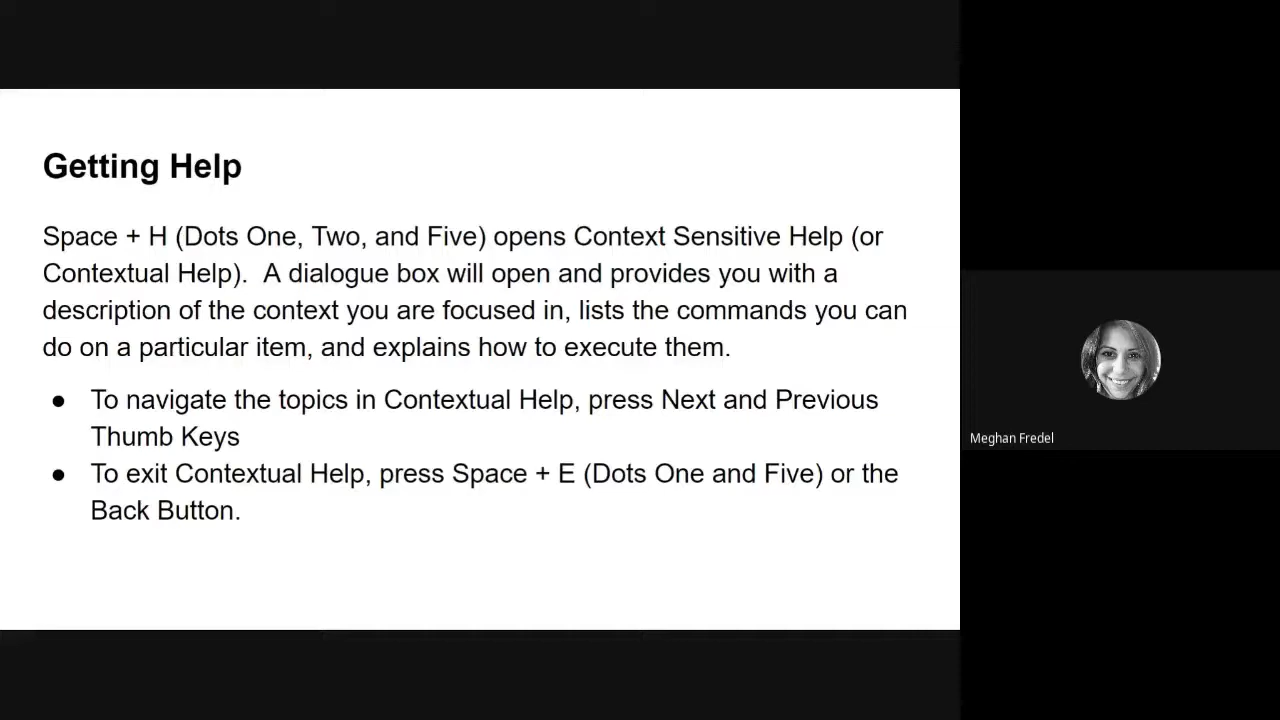 Getting Help
Space + H (Dots One, Two, and Five) opens Context Sensitive Help (or
Contextual Help).  A dialogue box will open and provides you with a
description of the context you are focused in, lists the commands you can
do on a particular item, and explains how to execute them.
● To navigate the topics in Contextual Help, press Next and Previous
Thumb Keys
● To exit Contextual Help, press Space + E (Dots One and Five) or the
Back Button.
Meghan Fredel